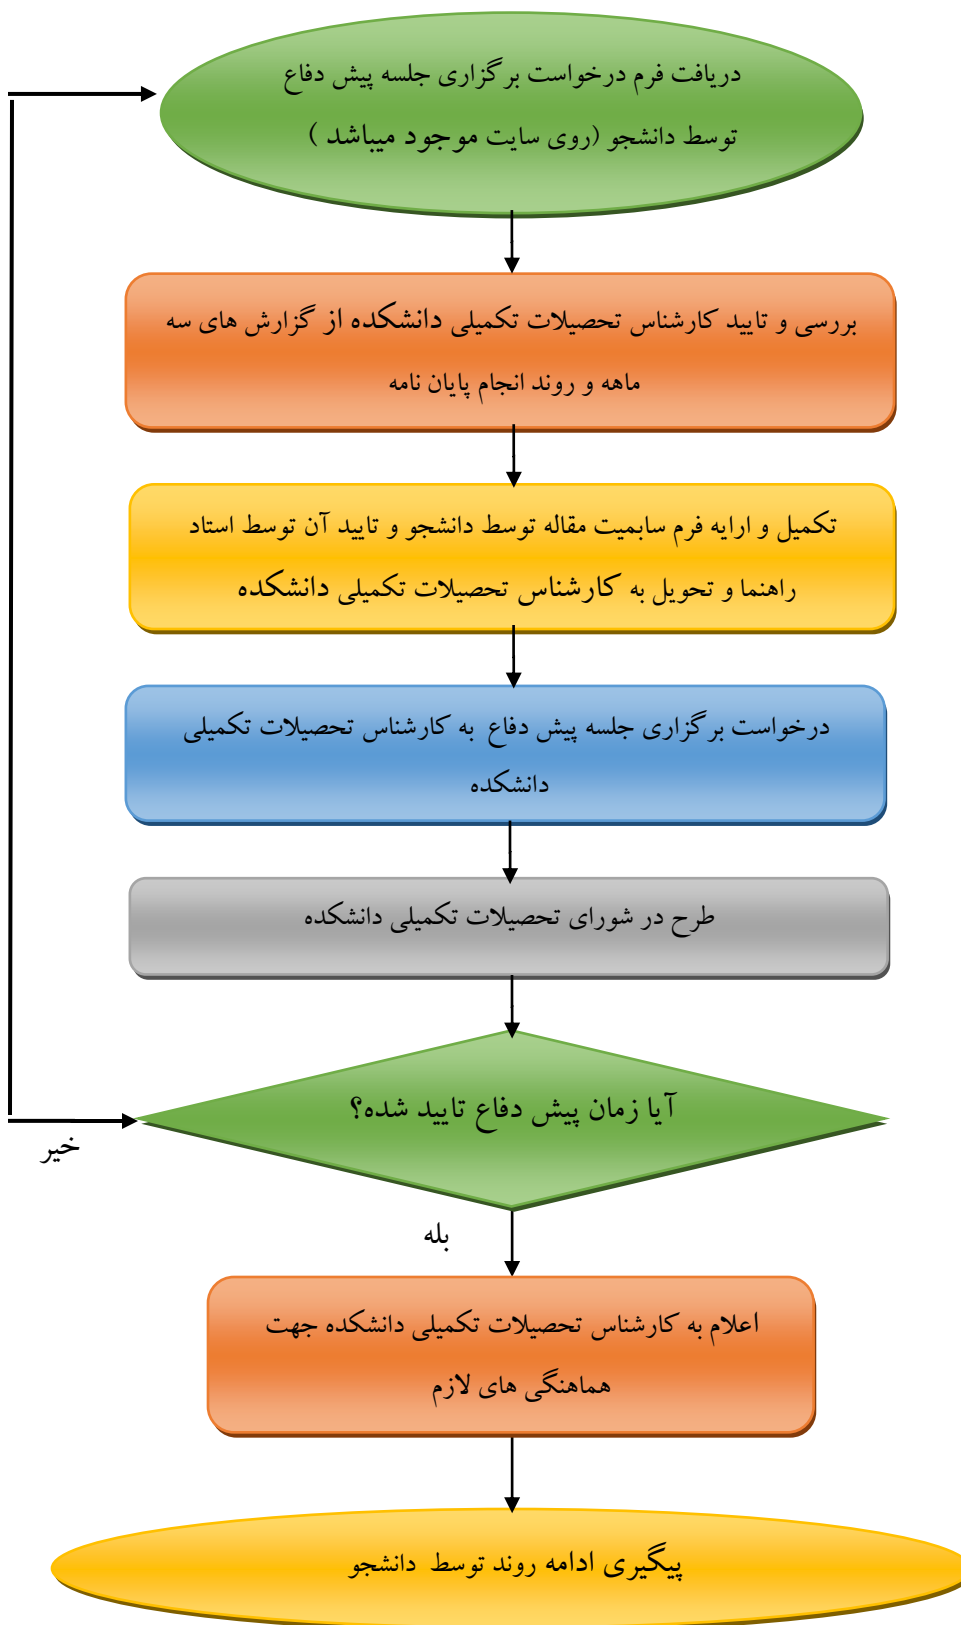 دریافت فرم درخواست برگزاری جلسه پیش دفاع
توسط دانشجو (روی سایت موجود میباشد )
بررسی و تایید کارشناس تحصیلات تکمیلی دانشکده از گزارش های سه
ماهه و روند انجام پایان نامه
تکمیل و ارایه فرم سابمیت مقاله توسط دانشجو و تایید آن توسط استاد
راهنما و تحویل به کارشناس تحصیلات تکمیلی دانشکده
درخواست برگزاری جلسه پیش دفاع به کارشناس تحصیلات تکمیلی
دانشکده
طرح در شورای تحصیلات تکمیلی دانشکده
آیا زمان پیش دفاع تایید شده؟
خیر
بله
اعلام به کارشناس تحصیلات تکمیلی دانشکده جهت
هماهنگی های لازم
پیگیری ادامه روند توسط دانشجو